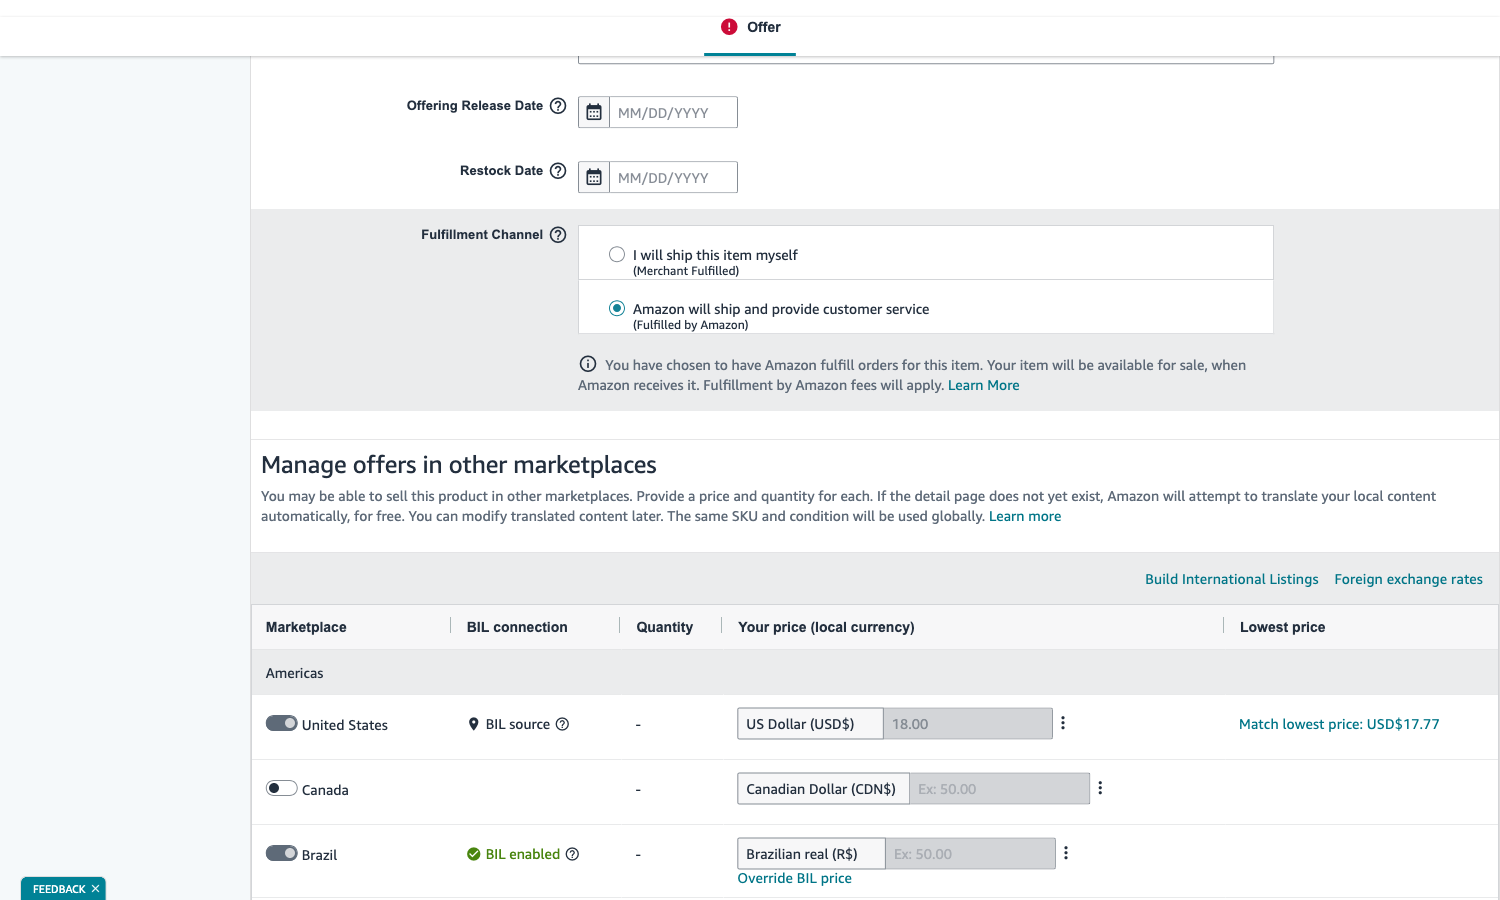 Offer
Offering Release Date
MM/DD/YYYY
Restock Date
MM/DD/YYYY
Fulfillment Channel
I will ship this item myself
(Merchant Fulfilled)
Amazon will ship and provide customer service
(Fulfilled by Amazon)
You have chosen to have Amazon fulfill orders for this item. Your item will be available for sale, when
Amazon receives it. Fulfillment by Amazon fees will apply. Learn More
Manage offers in other marketplaces
You may be able to sell this product in other marketplaces. Provide a price and quantity for each. If the detail page does not yet exist, Amazon will attempt to translate your local content
automatically, for free. You can modify translated content later. The same SKU and condition will be used globally. Learn more
Build International Listings Foreign exchange rates
Marketplace BIL connection Quantity Your price (local currency) Lowest price
Americas
United States BIL source - US Dollar (USD$) 18.00 Match lowest price: USD$17.77
Canada - Canadian Dollar (CDN$) Ex: 50.00
Brazil BIL enabled - Brazilian real (R$) Ex: 50.00
Override BIL price
FEEDBACK